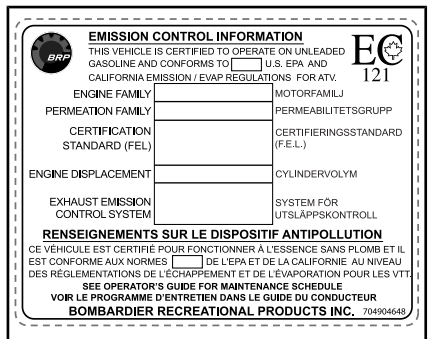 BRP
EMISSION CONTROL INFORMATION
THIS VEHICLE IS CERTIFIED TO OPERATE ON UNLEADED
GASOLINE AND CONFORMS TO U.S. EPA AND
CALIFORNIA EMISSION / EVAP REGULATIONS FOR ATV.
EC
121
ENGINE FAMILY MOTORFAMILJ
PERMEATION FAMILY PERMEABILITETSGRUPP
CERTIFICATION CERTIFIERINGSSTANDARD
STANDARD (FEL) (F.E.L.)
ENGINE DISPLACEMENT CYLINDERVOLYM
EXHAUST EMISSION SYSTEM FÖR
CONTROL SYSTEM UTSLÄPPSKONTROLL
RENSEIGNEMENTS SUR LE DISPOSITIF ANTIPOLLUTION
CE VÉHICULE EST CERTIFIÉ POUR FONCTIONNER À L'ESSENCE SANS PLOMB ET IL
EST CONFORME AUX NORMES DE L'EPA ET DE LA CALIFORNIE AU NIVEAU
DES RÉGLEMENTATIONS DE L'ÉCHAPPEMENT ET DE L'ÉVAPORATION POUR LES VTT.
SEE OPERATOR'S GUIDE FOR MAINTENANCE SCHEDULE
VOIR LE PROGRAMME D'ENTRETIEN DANS LE GUIDE DU CONDUCTEUR
BOMBARDIER RECREATIONAL PRODUCTS INC. 704904648